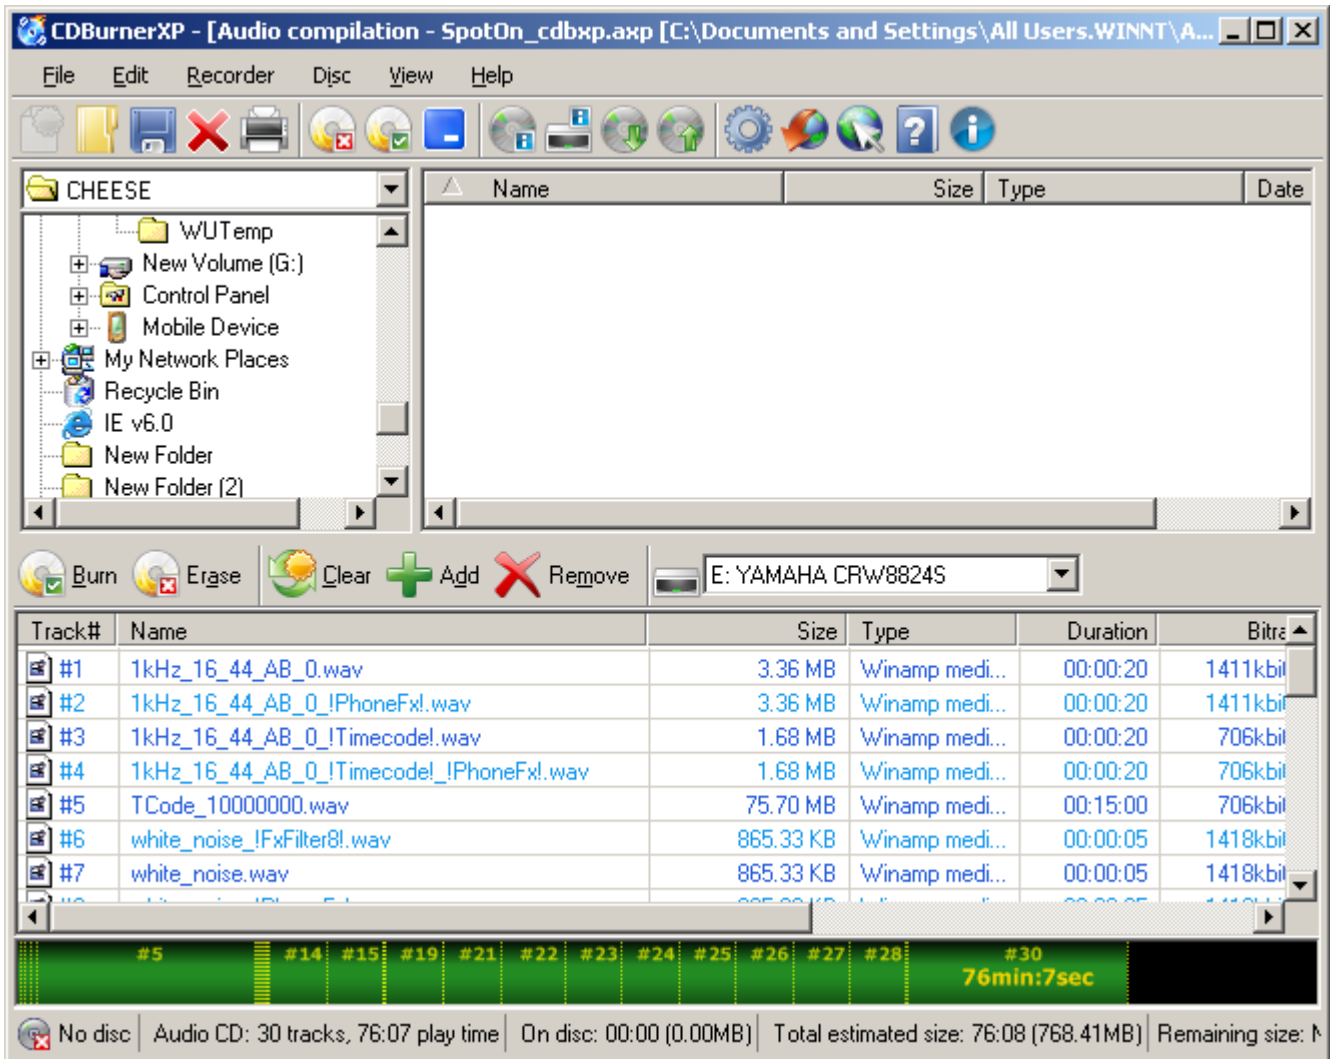 CDBurnerXP - [Audio compilation - SpotOn_cdbxp.axp [C:\Documents and Settings\All Users.WINNT\A...
File Edit Recorder Disc View Help
CHEESE
Name Size Type Date
WUTemp
New Volume (G:)
Control Panel
Mobile Device
My Network Places
Recycle Bin
IE v6.0
New Folder
New Folder (2)
Burn Erase Clear Add Remove E: YAMAHA CRW8824S
Track# Name Size Type Duration Bitra
#1 1kHz_16_44_AB_0.wav 3.36 MB Winamp medi... 00:00:20 1411kbi
#2 1kHz_16_44_AB_0_!PhoneFx!.wav 3.36 MB Winamp medi... 00:00:20 1411kbi
#3 1kHz_16_44_AB_0_!Timecode!.wav 1.68 MB Winamp medi... 00:00:20 706kbi
#4 1kHz_16_44_AB_0_!Timecode!_!PhoneFx!.wav 1.68 MB Winamp medi... 00:00:20 706kbi
#5 TCode_10000000.wav 75.70 MB Winamp medi... 00:15:00 706kbi
#6 white_noise_!FxFilter8!.wav 865.33 KB Winamp medi... 00:00:05 1418kbi
#7 white_noise.wav 865.33 KB Winamp medi... 00:00:05 1418kbi
#5 #14 #15 #19 #21 #22 #23 #24 #25 #26 #27 #28 #30
76min:7sec
No disc Audio CD: 30 tracks, 76:07 play time On disc: 00:00 (0.00MB) Total estimated size: 76:08 (768.41MB) Remaining size: